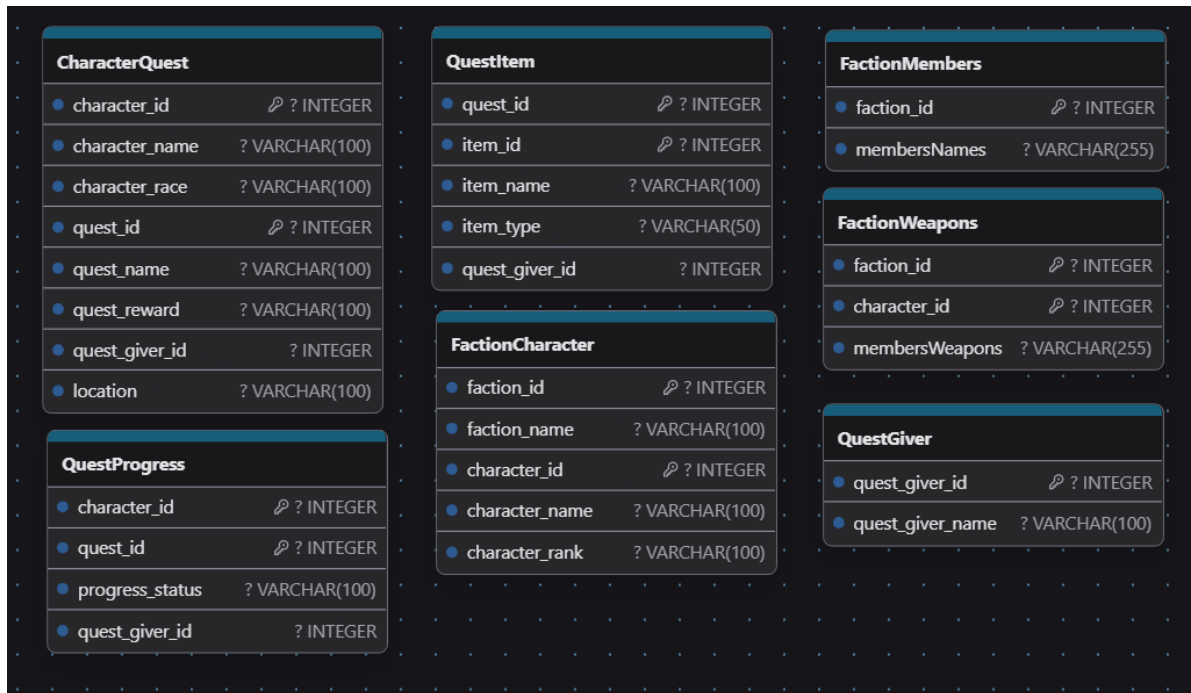 CharacterQuest
character_id ? INTEGER
character_name ? VARCHAR(100)
character_race ? VARCHAR(100)
quest_id ? INTEGER
quest_name ? VARCHAR(100)
quest_reward ? VARCHAR(100)
quest_giver_id ? INTEGER
location ? VARCHAR(100)
QuestProgress
character_id ? INTEGER
quest_id ? INTEGER
progress_status ? VARCHAR(100)
quest_giver_id ? INTEGER
QuestItem
quest_id ? INTEGER
item_id ? INTEGER
item_name ? VARCHAR(100)
item_type ? VARCHAR(50)
quest_giver_id ? INTEGER
FactionCharacter
faction_id ? INTEGER
faction_name ? VARCHAR(100)
character_id ? INTEGER
character_name ? VARCHAR(100)
character_rank ? VARCHAR(100)
FactionMembers
faction_id ? INTEGER
membersNames ? VARCHAR(255)
FactionWeapons
faction_id ? INTEGER
character_id ? INTEGER
membersWeapons ? VARCHAR(255)
QuestGiver
quest_giver_id ? INTEGER
quest_giver_name ? VARCHAR(100)